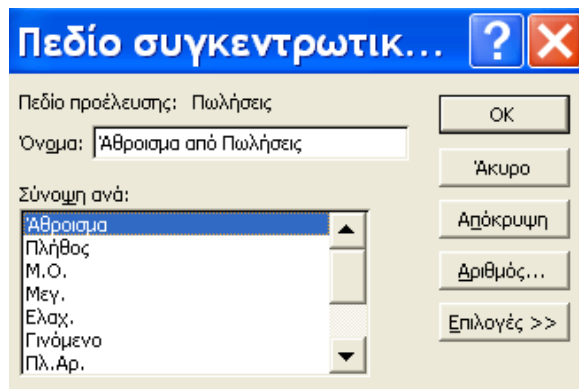 Πεδίο συγκεντρωτικ...
Πεδίο προέλευσης: Πωλήσεις
Όνομα: Άθροισμα από Πωλήσεις
Σύνοψη ανά:
Άθροισμα
Πλήθος
Μ.Ο.
Μεγ.
Ελαχ.
Γινόμενο
Πλ.Αρ.
OK
Άκυρο
Απόκρυψη
Αριθμός...
Επιλογές >>